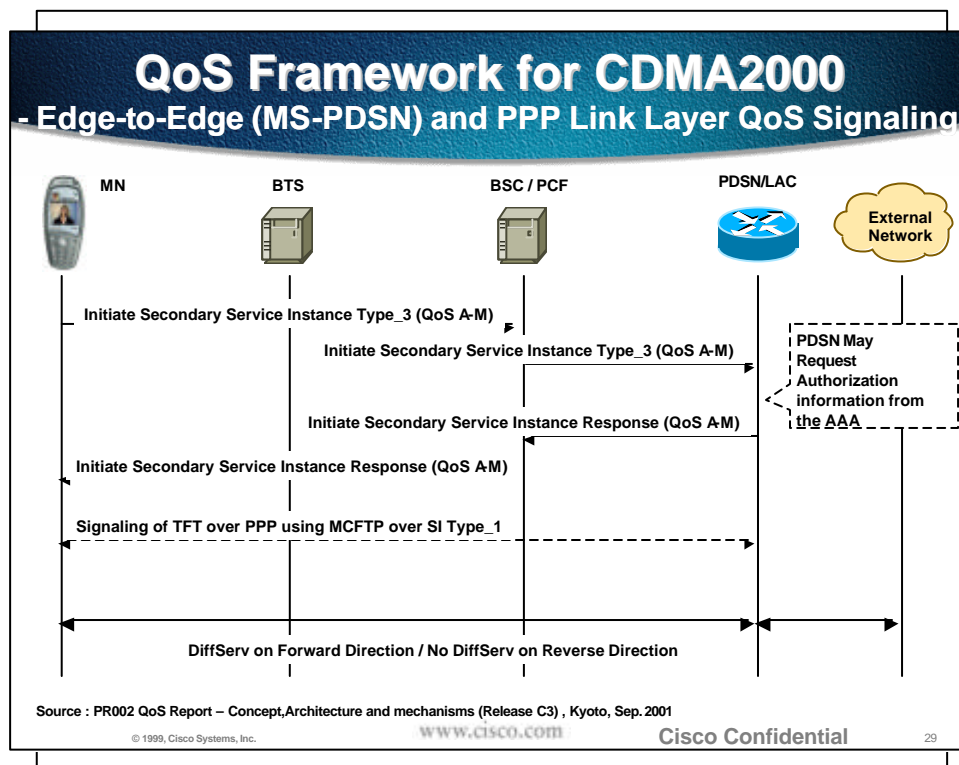 QoS Framework for CDMA2000
- Edge-to-Edge (MS-PDSN) and PPP Link Layer QoS Signaling
MN
BTS
BSC / PCF
PDSN/LAC
External
Network
Initiate Secondary Service Instance Type_3 (QoS A-M)
Initiate Secondary Service Instance Type_3 (QoS A-M)
PDSN May
Request
Authorization
information from
the AAA
Initiate Secondary Service Instance Response (QoS A-M)
Initiate Secondary Service Instance Response (QoS A-M)
Signaling of TFT over PPP using MCFTP over SI Type_1
DiffServ on Forward Direction / No DiffServ on Reverse Direction
Source : PR002 QoS Report – Concept,Architecture and mechanisms (Release C3) , Kyoto, Sep. 2001
© 1999, Cisco Systems, Inc.
www.cisco.com
Cisco Confidential
29